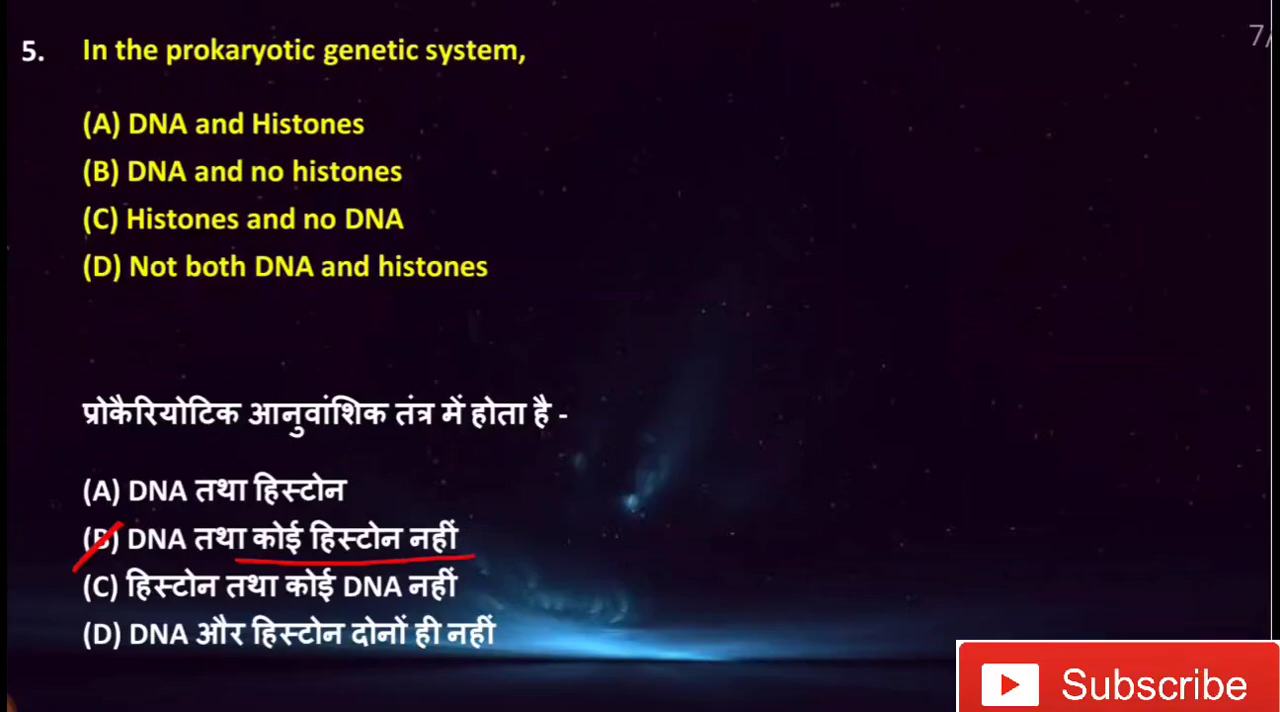 5. In the prokaryotic genetic system,
7/
(A) DNA and Histones
(B) DNA and no histones
(C) Histones and no DNA
(D) Not both DNA and histones
प्रोकैरियोटिक आनुवांशिक तंत्र में होता है -
(A) DNA तथा हिस्टोन
(B) DNA तथा कोई हिस्टोन नहीं
(C) हिस्टोन तथा कोई DNA नहीं
(D) DNA और हिस्टोन दोनों ही नहीं
Subscribe